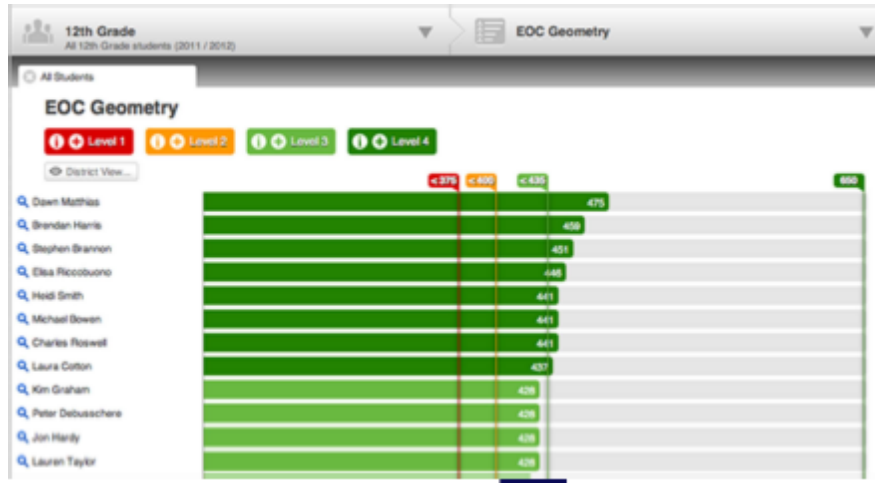 12th Grade
All 12th Grade students (2011 / 2012)
EOC Geometry
All Students
EOC Geometry
Level 1 Level 2 Level 3 Level 4
District View...
< 375 < 400 < 435 650
Dawn Matthias 475
Brendan Harris 459
Stephen Brannon 451
Elisa Riccobuono 446
Heidi Smith 441
Michael Bowen 441
Charles Roswell 441
Laura Cotton 437
Kim Graham 428
Peter Debusschere 428
Jon Hardy 428
Lauren Taylor 428